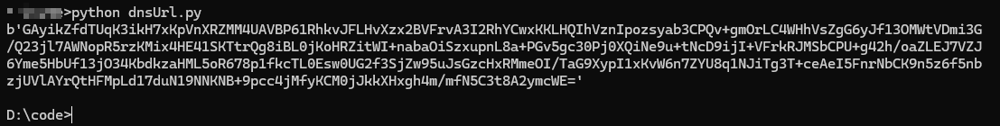 >python dnsUrl.py
b'GAyikZfdTUqK3ikH7xKpVnXRZMM4UAVBP61RhkvJFLHvXzx2BVFrvA3I2RhYCwxKKLHQIhVznIpozsyab3CPQv+gmOrLC4WHhVsZgG6yJf13OMWtVDmi3G
/Q23jl7AWNopR5rzKMix4HE41SKTtrQg8iBL0jKoHRZitWI+nabaOiSzxupnL8a+PGv5gc30Pj0XQiNe9u+tNcD9ijI+VFrkRJMSbCPU+g42h/oaZLEJ7VZJ
6Yme5HbUf13jO34KbdkzaHML5oR678p1fkcTL0Esw0UG2f3SjZw95uJsGzcHxRMmeOI/TaG9XypI1xKvW6n7ZYU8q1NJiTg3T+ceAeI5FnrNbCK9n5z6f5nb
zjUVlAYrQtHFMpLd17duN19NNKNB+9pcc4jMfyKCM0jJkkXHxgh4m/mfN5C3t8A2ymcWE='
D:\code>